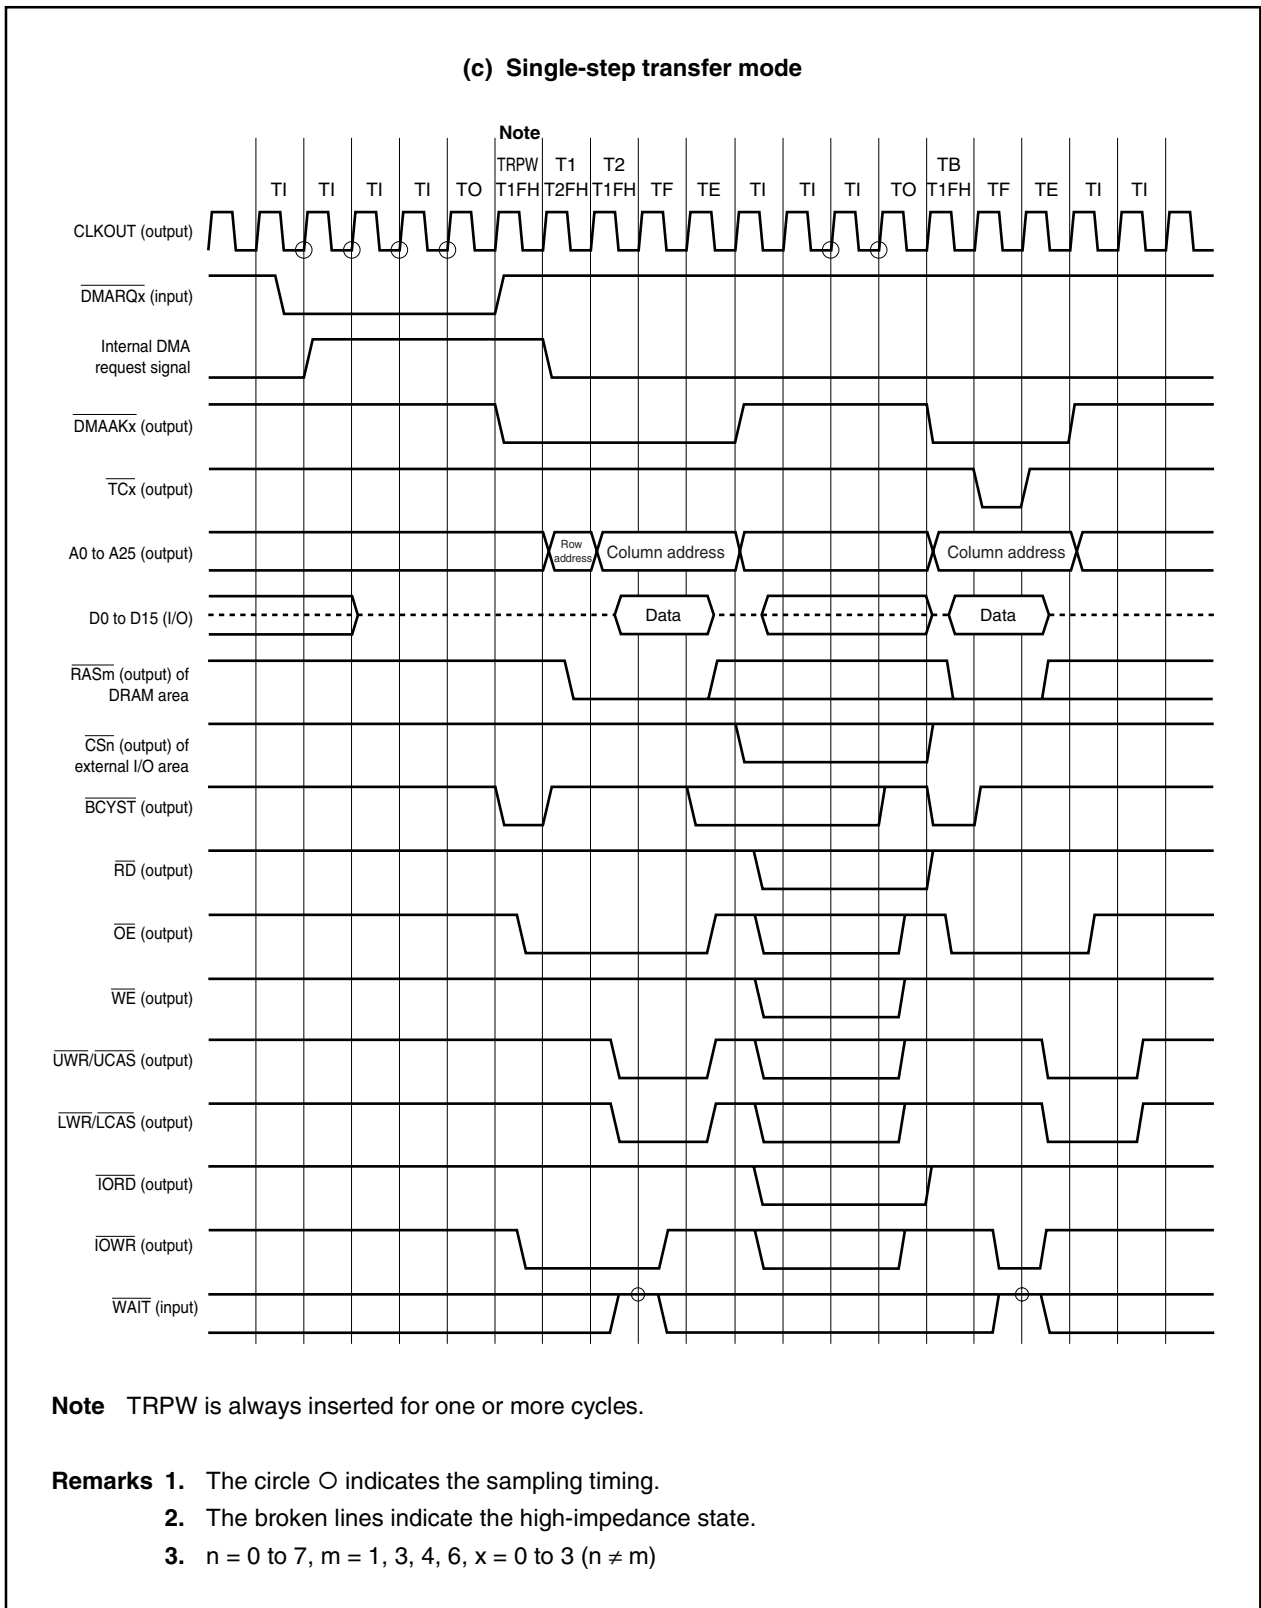 (c) Single-step transfer mode
Note
TRPW T1 T2 TB
TI TI TI TI TO T1FH T2FH T1FH TF TE TI TI TI TO T1FH TF TE TI TI
CLKOUT (output)
DMARQx (input)
Internal DMA
request signal
DMAAKx (output)
TCx (output)
A0 to A25 (output)
Row
address
Column address
Column address
D0 to D15 (I/O)
Data
Data
RASm (output) of
DRAM area
CSn (output) of
external I/O area
BCYST (output)
RD (output)
OE (output)
WE (output)
UWR/UCAS (output)
LWR/LCAS (output)
IORD (output)
IOWR (output)
WAIT (input)
Note TRPW is always inserted for one or more cycles.
Remarks 1. The circle O indicates the sampling timing.
2. The broken lines indicate the high-impedance state.
3. n = 0 to 7, m = 1, 3, 4, 6, x = 0 to 3 (n ≠ m)